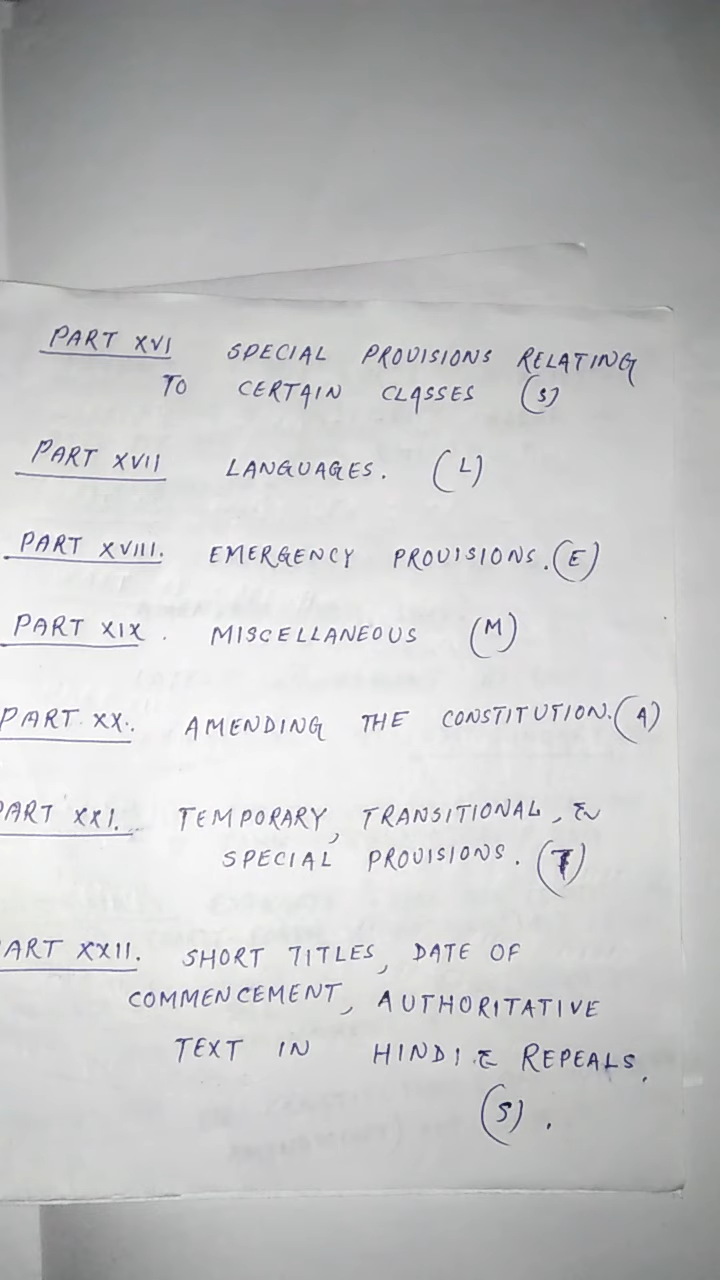 PART XVI SPECIAL PROVISIONS RELATING
TO CERTAIN CLASSES (S)
PART XVII LANGUAGES. (L)
PART XVIII. EMERGENCY PROVISIONS. (E)
PART XIX. MISCELLANEOUS (M)
PART XX. AMENDING THE CONSTITUTION. (A)
PART XXI. TEMPORARY, TRANSITIONAL, &
SPECIAL PROVISIONS. (T)
ART XXII. SHORT TITLES, DATE OF
COMMENCEMENT, AUTHORITATIVE
TEXT IN HINDI & REPEALS.
(S).